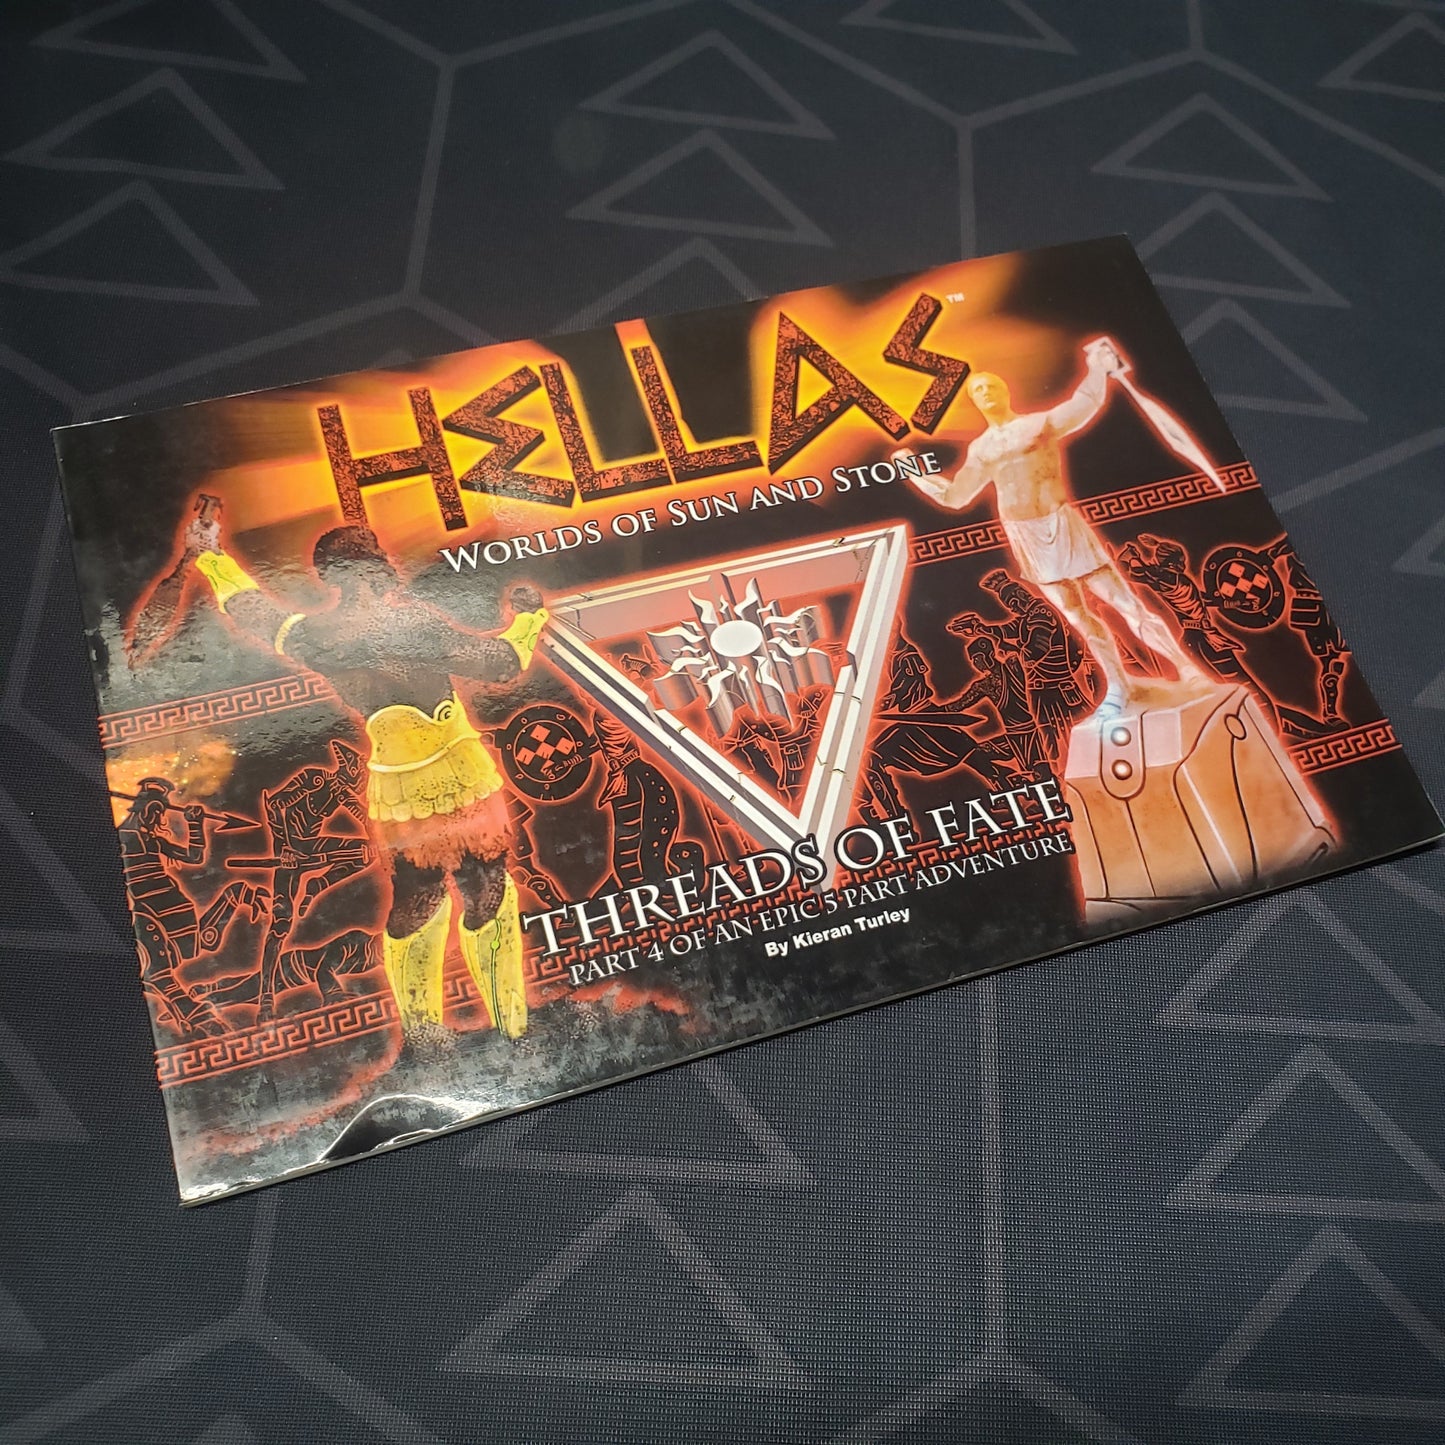 HELLAS™
WORLDS OF SUN AND STONE
THREADS OF FATE
PART 4 OF AN EPIC 5 PART ADVENTURE
By Kieran Turley